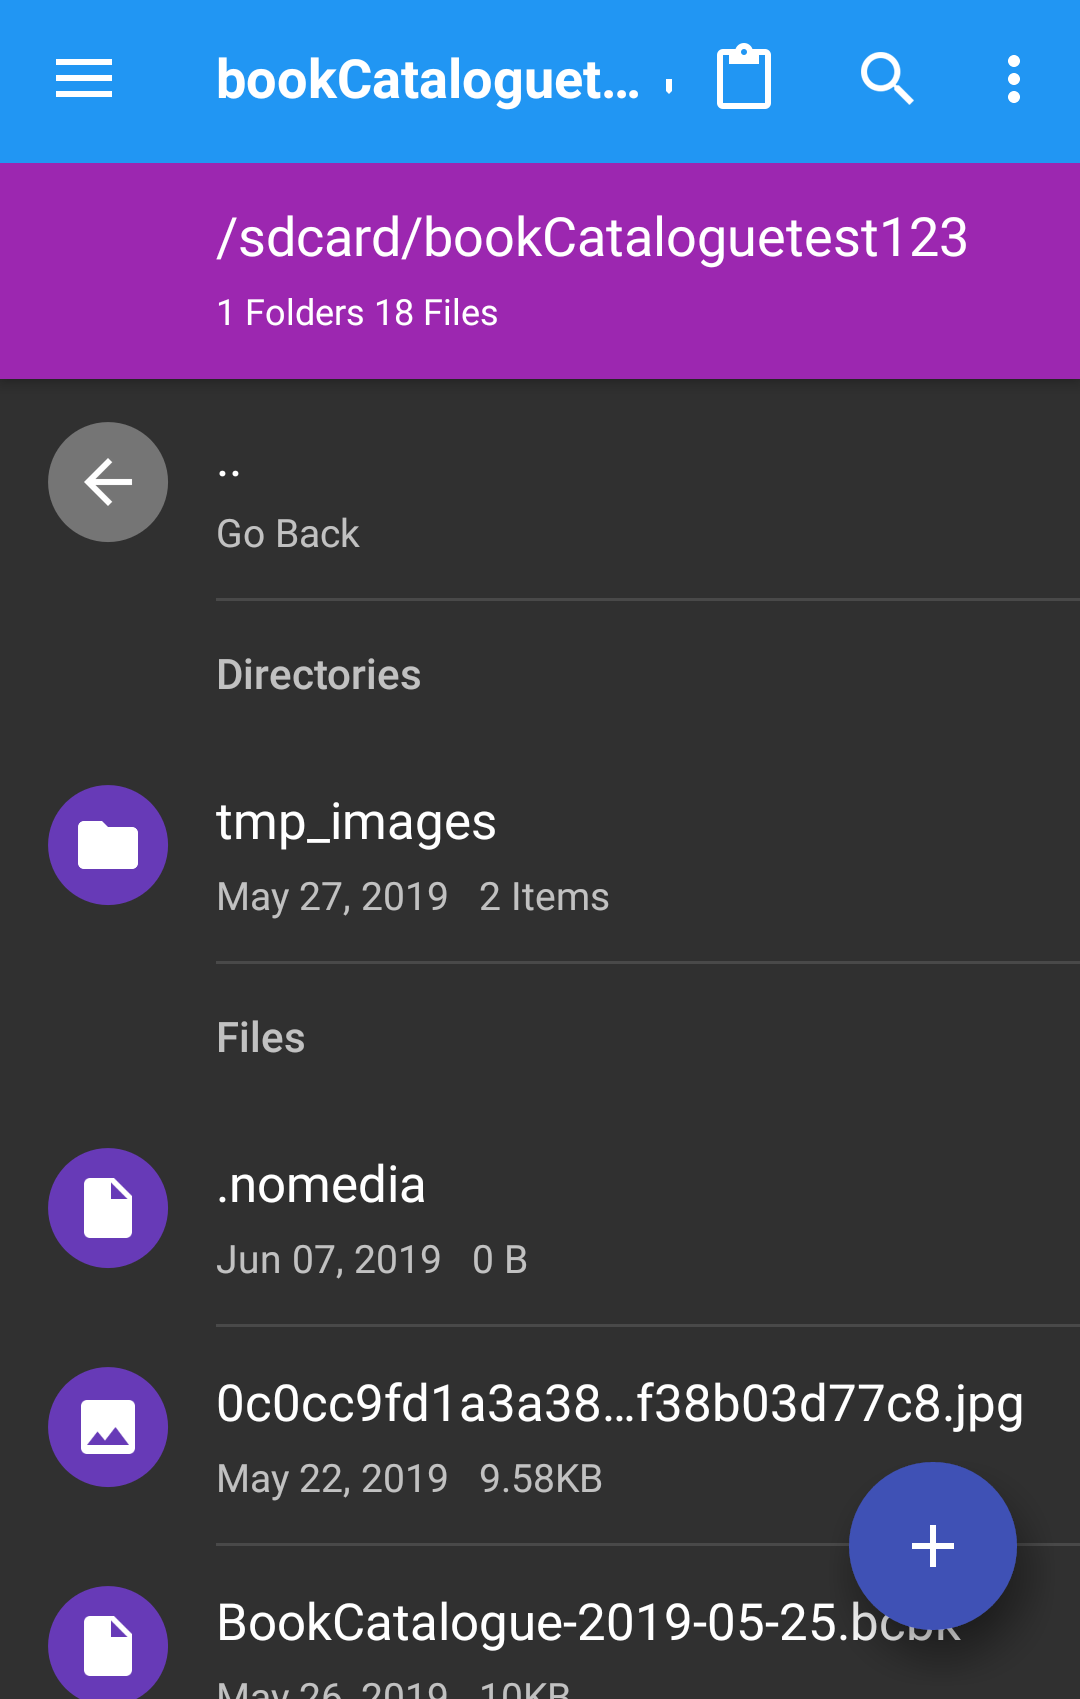 bookCataloguet...
/sdcard/bookCataloguetest123
1 Folders 18 Files
..
Go Back
Directories
tmp_images
May 27, 2019 2 Items
Files
.nomedia
Jun 07, 2019 0 B
0c0cc9fd1a3a38...f38b03d77c8.jpg
May 22, 2019 9.58KB
BookCatalogue-2019-05-25.bcbk
May 26, 2019 10KB